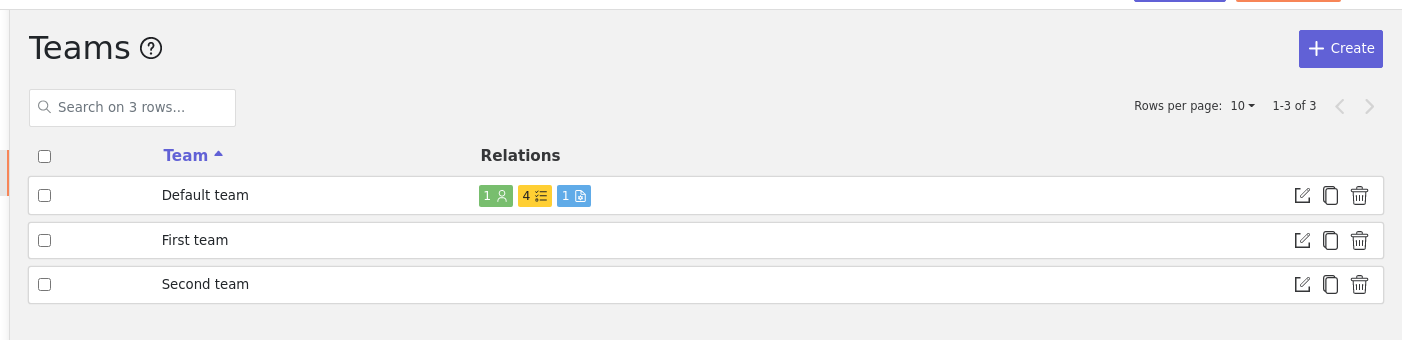 Teams ?
Create
Search on 3 rows...
Rows per page: 10 1-3 of 3
Team Relations
Default team 1 4 1
First team
Second team